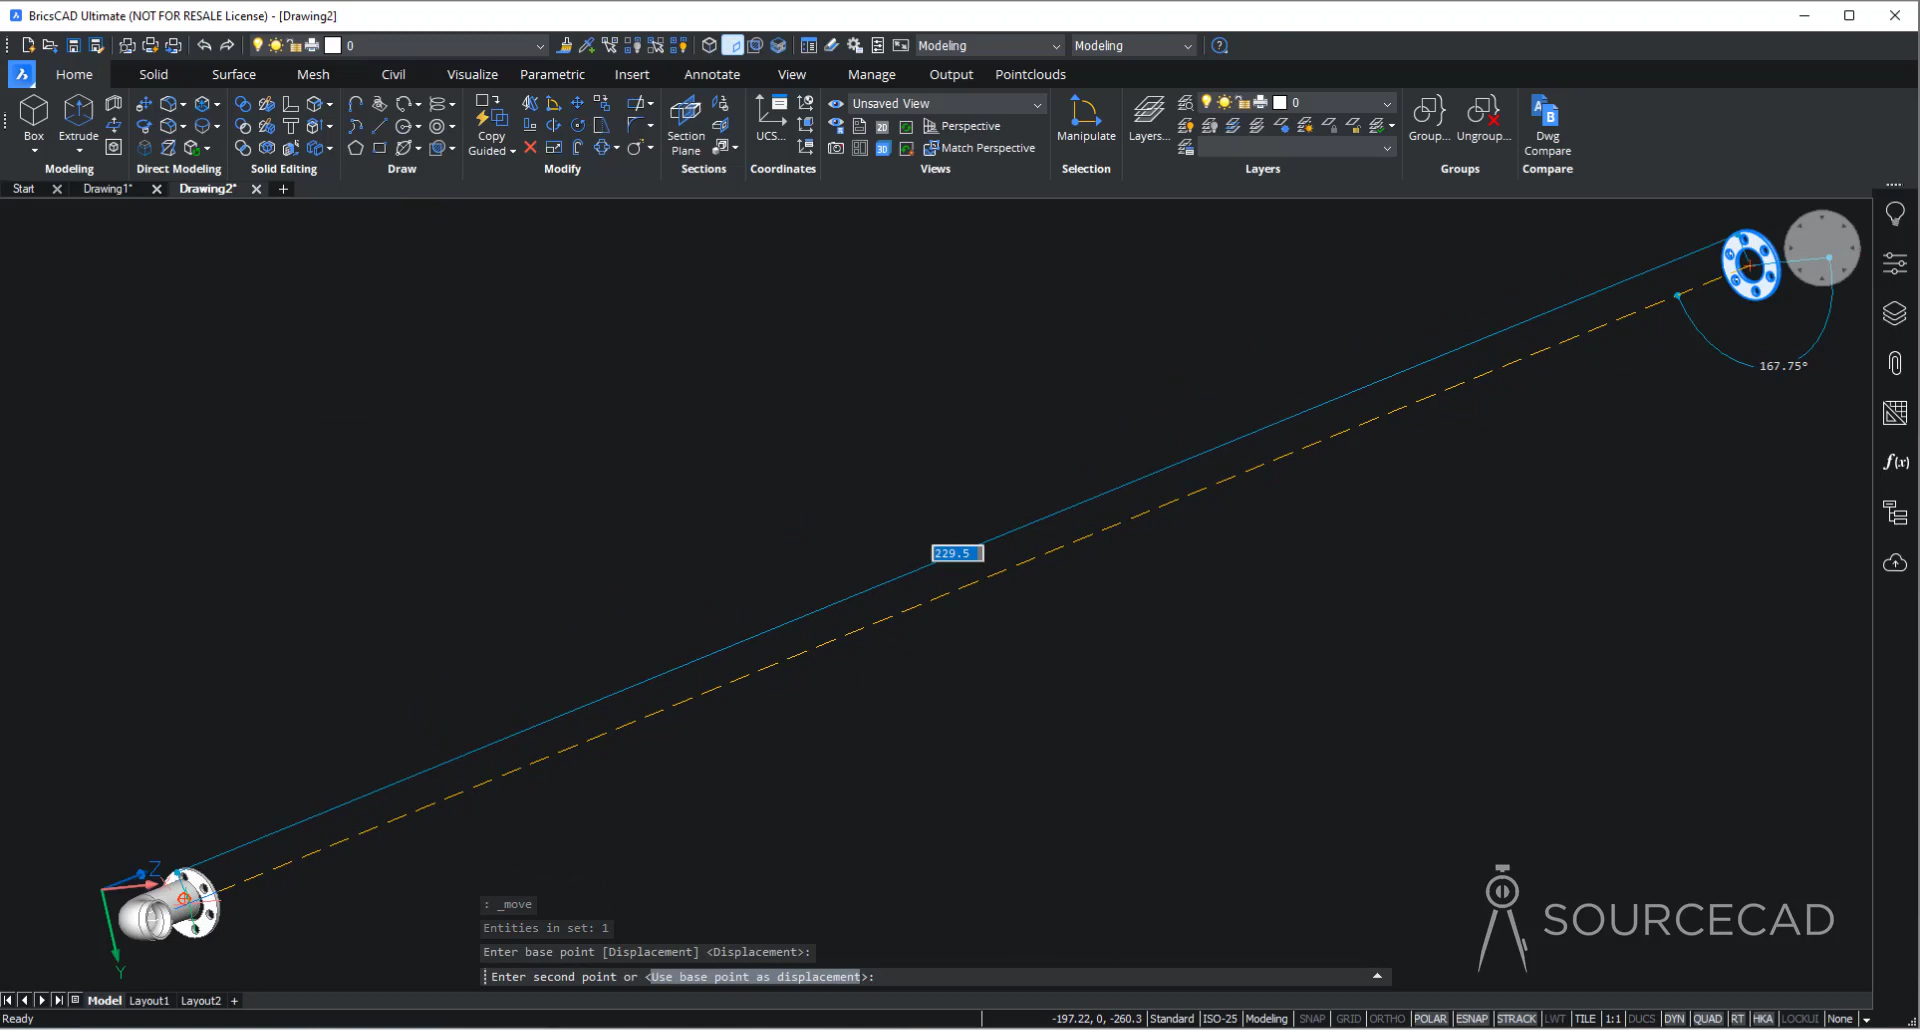 BricsCAD Ultimate (NOT FOR RESALE License) - [Drawing2]
0
Modeling
Modeling
Home Solid Surface Mesh Civil Visualize Parametric Insert Annotate View Manage Output Pointclouds
Box
Extrude
Copy Guided
Section Plane
UCS...
Unsaved View
2D
Perspective
3D
Match Perspective
Manipulate
Layers...
0
Group...
Ungroup...
A
B
Dwg Compare
Modeling Direct Modeling Solid Editing Draw Modify Sections Coordinates Views Selection Layers Groups Compare
Start Drawing1* Drawing2* +
f(x)
167.75°
229.5
Z
Y
: _move
Entities in set: 1
Enter base point [Displacement] <Displacement>:
Enter second point or <Use base point as displacement>:
SOURCECAD
Model Layout1 Layout2 +
Ready
-197.22, 0, -260.3 Standard ISO-25 Modeling SNAP GRID ORTHO POLAR ESNAP STRACK LWT TILE 1:1 DUCS DYN QUAD RT HKA LOCKUI None